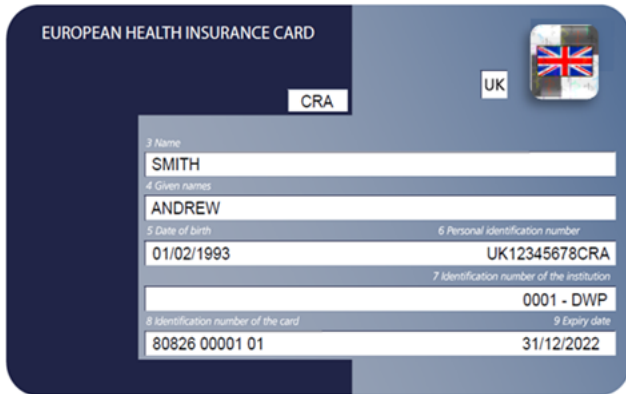 EUROPEAN HEALTH INSURANCE CARD
UK
CRA
3 Name
SMITH
4 Given names
ANDREW
5 Date of birth 6 Personal identification number
01/02/1993 UK12345678CRA
7 Identification number of the institution
0001 - DWP
8 Identification number of the card 9 Expiry date
80826 00001 01 31/12/2022